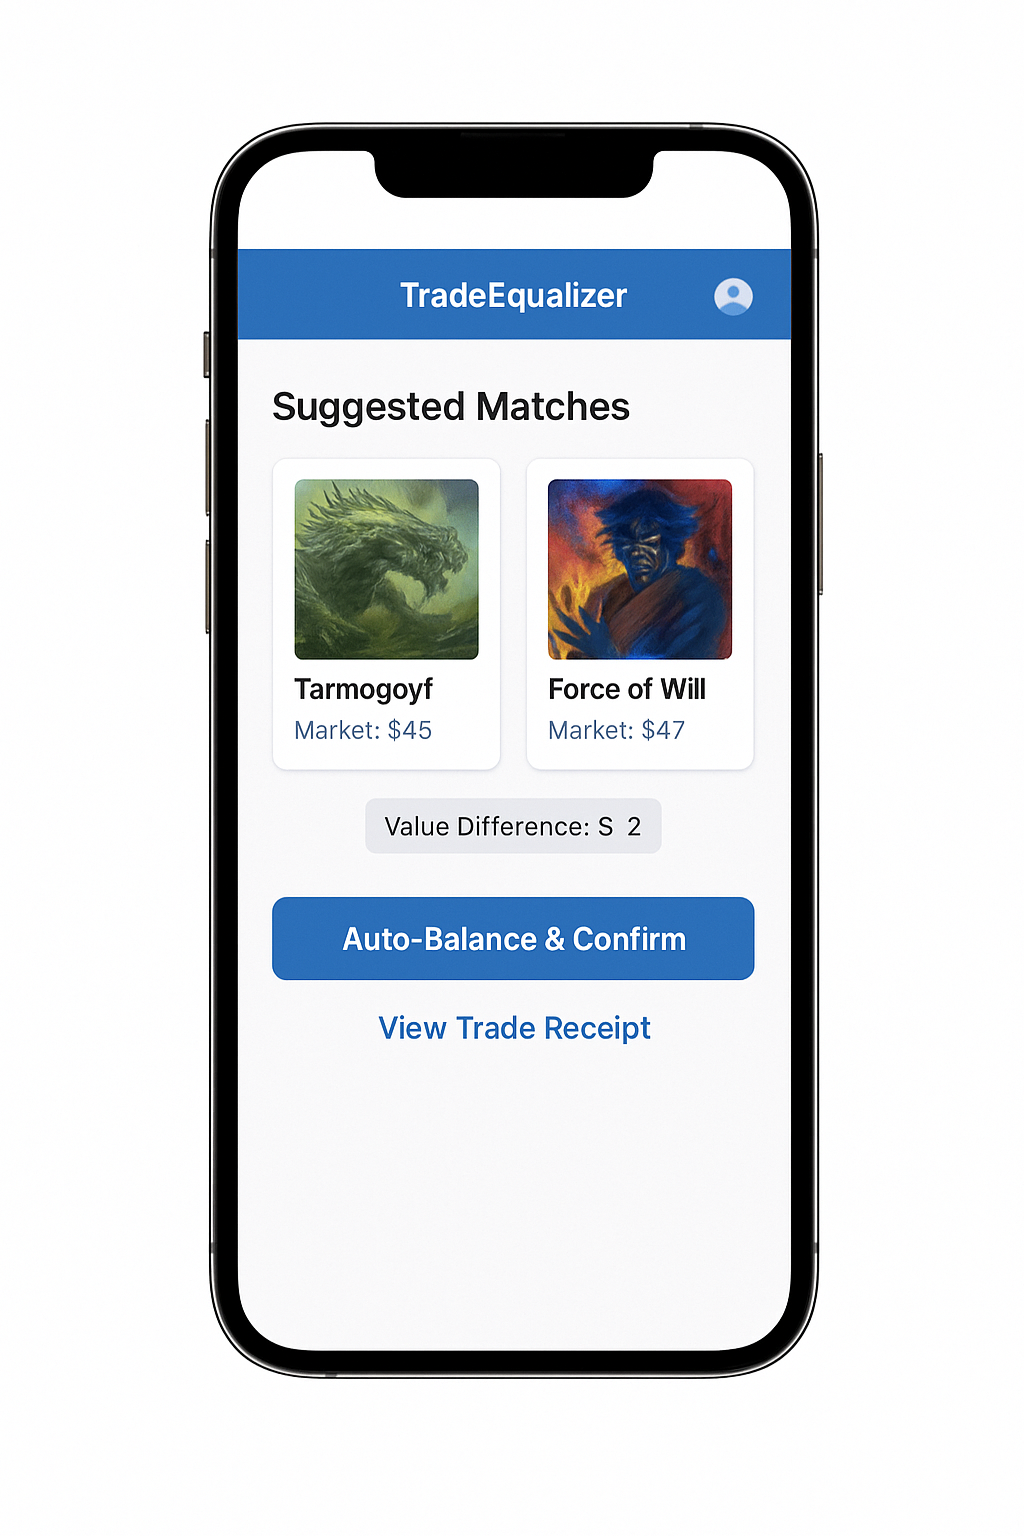 TradeEqualizer
Suggested Matches
Tarmogoyf
Market: $45
Force of Will
Market: $47
Value Difference: S 2
Auto-Balance & Confirm
View Trade Receipt